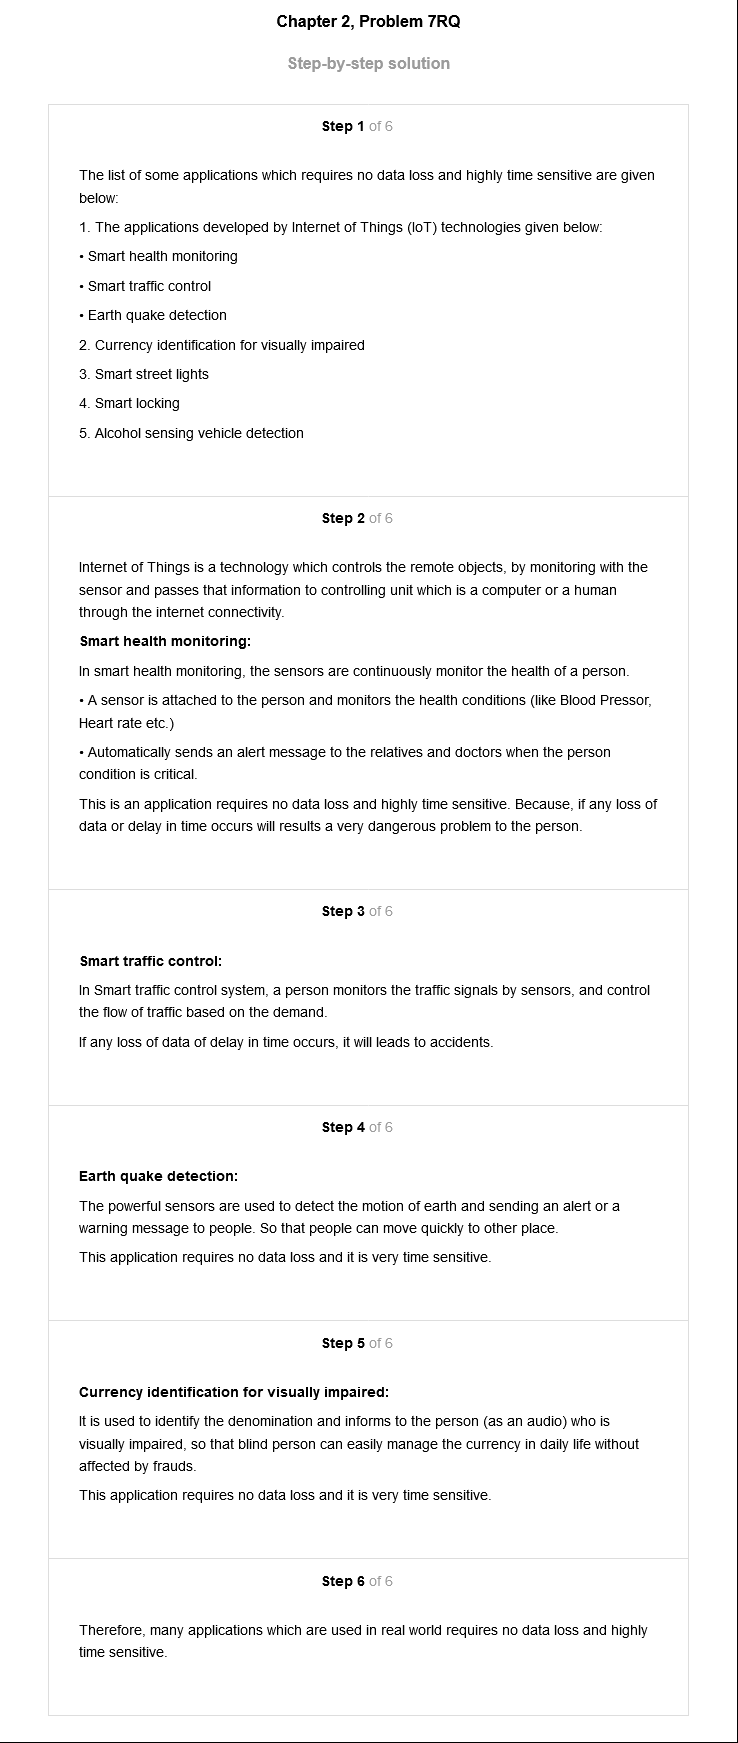 Chapter 2, Problem 7RQ
Step-by-step solution
Step 1 of 6
The list of some applications which requires no data loss and highly time sensitive are given
below:
1. The applications developed by Internet of Things (IoT) technologies given below:
• Smart health monitoring
• Smart traffic control
• Earth quake detection
2. Currency identification for visually impaired
3. Smart street lights
4. Smart locking
5. Alcohol sensing vehicle detection
Step 2 of 6
Internet of Things is a technology which controls the remote objects, by monitoring with the
sensor and passes that information to controlling unit which is a computer or a human
through the internet connectivity.
Smart health monitoring:
In smart health monitoring, the sensors are continuously monitor the health of a person.
• A sensor is attached to the person and monitors the health conditions (like Blood Pressor,
Heart rate etc.)
• Automatically sends an alert message to the relatives and doctors when the person
condition is critical.
This is an application requires no data loss and highly time sensitive. Because, if any loss of
data or delay in time occurs will results a very dangerous problem to the person.
Step 3 of 6
Smart traffic control:
In Smart traffic control system, a person monitors the traffic signals by sensors, and control
the flow of traffic based on the demand.
If any loss of data of delay in time occurs, it will leads to accidents.
Step 4 of 6
Earth quake detection:
The powerful sensors are used to detect the motion of earth and sending an alert or a
warning message to people. So that people can move quickly to other place.
This application requires no data loss and it is very time sensitive.
Step 5 of 6
Currency identification for visually impaired:
It is used to identify the denomination and informs to the person (as an audio) who is
visually impaired, so that blind person can easily manage the currency in daily life without
affected by frauds.
This application requires no data loss and it is very time sensitive.
Step 6 of 6
Therefore, many applications which are used in real world requires no data loss and highly
time sensitive.